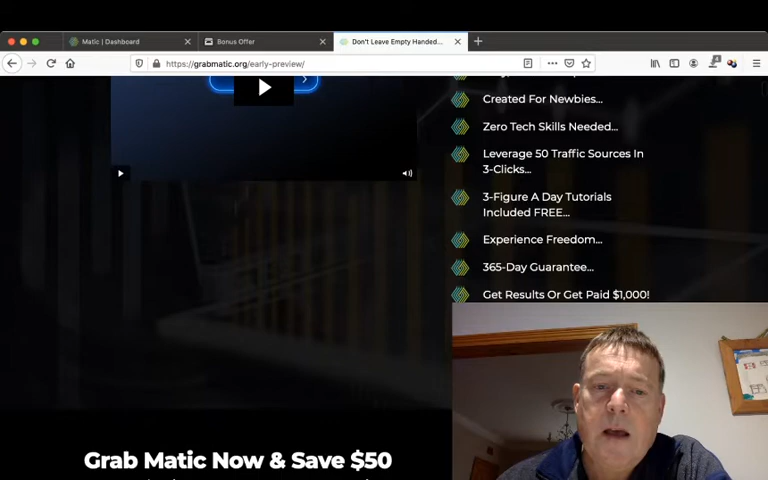 Matic | Dashboard
Bonus Offer
Don't Leave Empty Handed...
https://grabmatic.org/early-preview/
Created For Newbies...
Zero Tech Skills Needed...
Leverage 50 Traffic Sources In
3-Clicks...
3-Figure A Day Tutorials
Included FREE...
Experience Freedom...
365-Day Guarantee...
Get Results Or Get Paid $1,000!
Grab Matic Now & Save $50